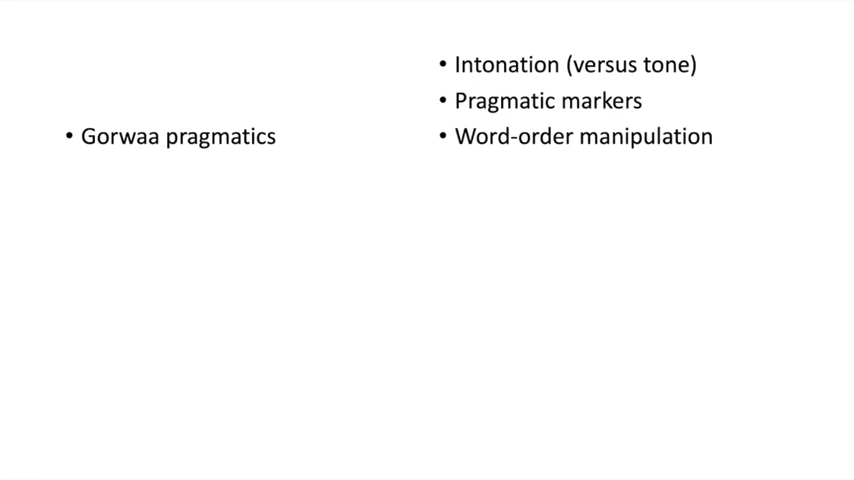 • Intonation (versus tone)
• Pragmatic markers
• Gorwaa pragmatics
• Word-order manipulation